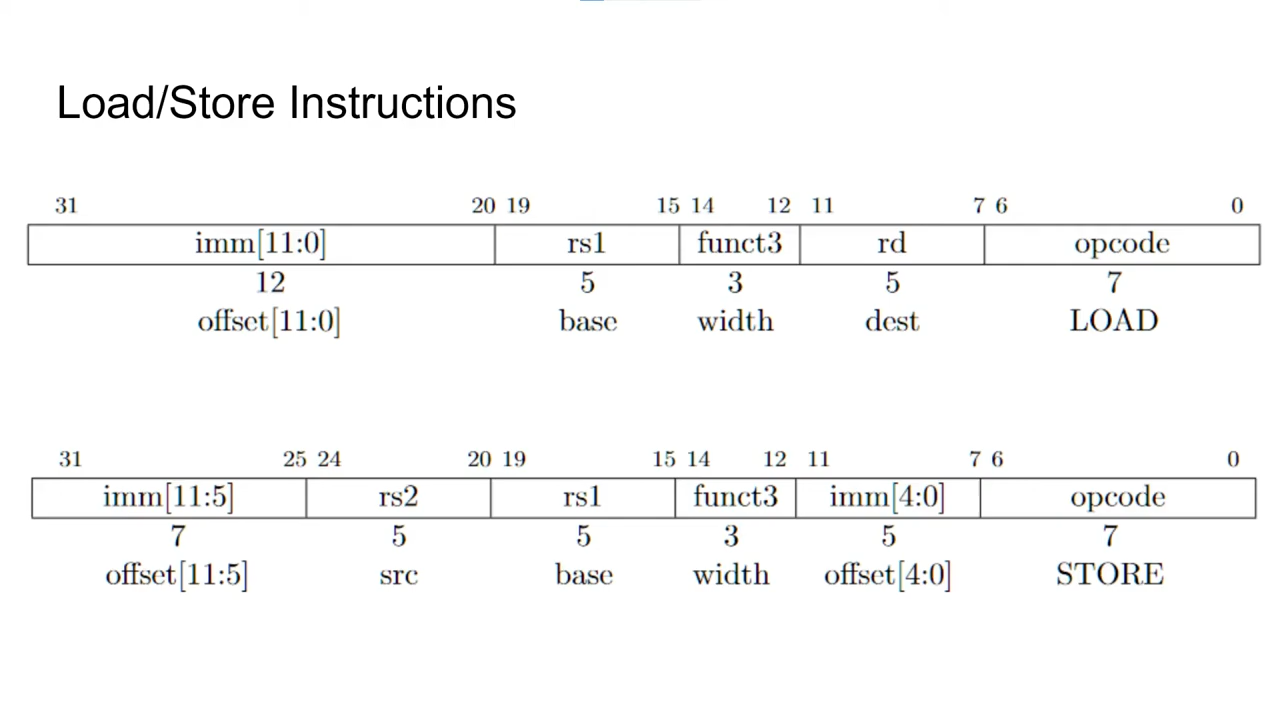 Load/Store Instructions
31 20 19 15 14 12 11 7 6 0
imm[11:0] rs1 funct3 rd opcode
12 5 3 5 7
offset[11:0] base width dest LOAD
31 25 24 20 19 15 14 12 11 7 6 0
imm[11:5] rs2 rs1 funct3 imm[4:0] opcode
7 5 5 3 5 7
offset[11:5] src base width offset[4:0] STORE